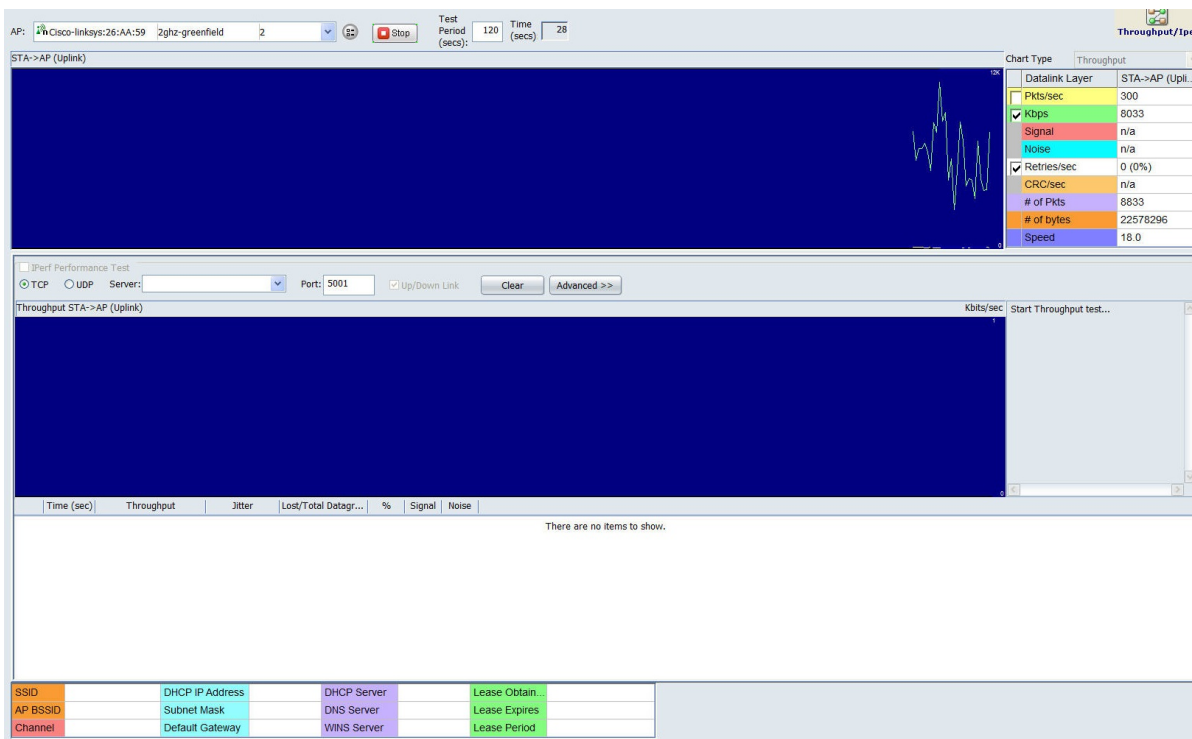 AP: Cisco-linksys:26:AA:59 2ghz-greenfield 2 Stop Test Period (secs): 120 Time (secs) 28
Throughput/Ipe
STA->AP (Uplink) Chart Type Throughput
12K
0
Datalink Layer STA->AP (Upli...
Pkts/sec 300
Kbps 8033
Signal n/a
Noise n/a
Retries/sec 0 (0%)
CRC/sec n/a
# of Pkts 8833
# of bytes 22578296
Speed 18.0
IPerf Performance Test
TCP UDP Server: Port: 5001 Up/Down Link Clear Advanced >>
Throughput STA->AP (Uplink) Kbits/sec Start Throughput test...
1
0
Time (sec) Throughput Jitter Lost/Total Datagr... % Signal Noise
There are no items to show.
SSID DHCP IP Address DHCP Server Lease Obtain...
AP BSSID Subnet Mask DNS Server Lease Expires
Channel Default Gateway WINS Server Lease Period